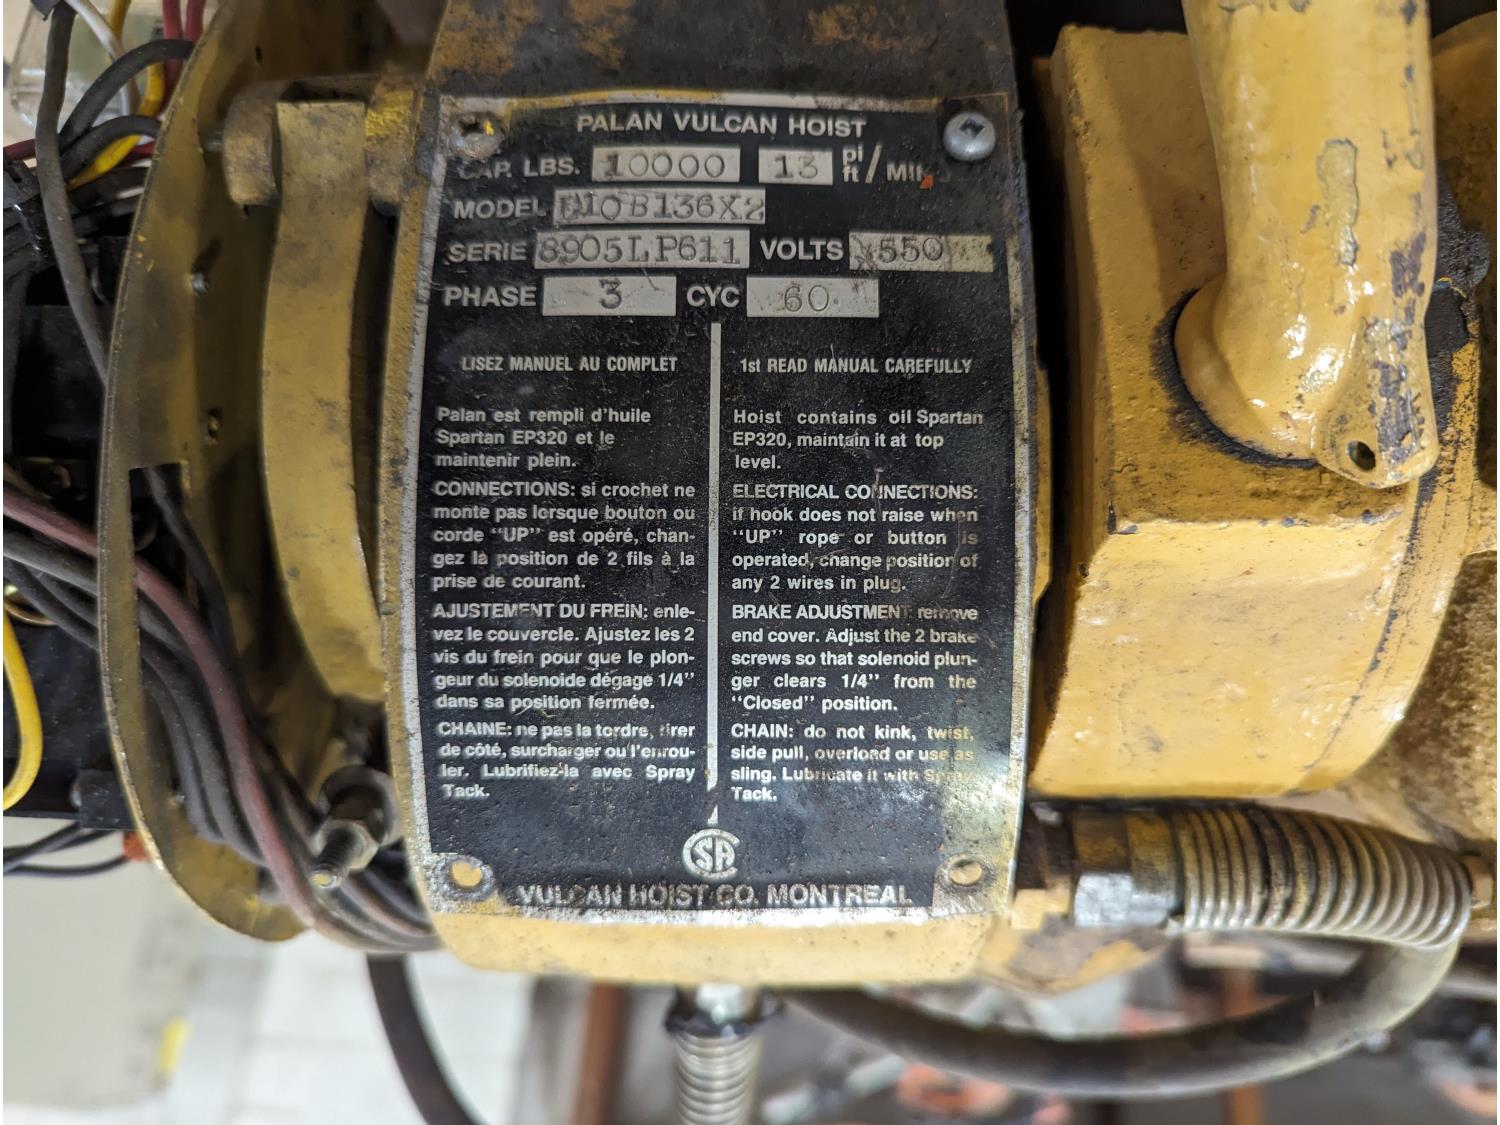 PALAN VULCAN HOIST
CAP. LBS. 10000 13 pi/ft/MIN.
MODEL 10B136X2
SERIE 8905LP611 VOLTS 550
PHASE 3 CYC 60
LISEZ MANUEL AU COMPLET
Palan est rempli d'huile
Spartan EP320 et le
maintenir plein.
CONNECTIONS: si crochet ne
monte pas lorsque bouton ou
corde "UP" est opéré, chan-
gez la position de 2 fils à la
prise de courant.
AJUSTEMENT DU FREIN: enle-
vez le couvercle. Ajustez les 2
vis du frein pour que le plon-
geur du solenoide dégage 1/4"
dans sa position fermée.
CHAINE: ne pas la tordre, tirer
de côté, surcharger ou l'enrou-
ler. Lubrifiez-la avec Spray
Tack.
1st READ MANUAL CAREFULLY
Hoist contains oil Spartan
EP320, maintain it at top
level.
ELECTRICAL CONNECTIONS:
if hook does not raise when
"UP" rope or button is
operated, change position of
any 2 wires in plug.
BRAKE ADJUSTMENT: remove
end cover. Adjust the 2 brake
screws so that solenoid plun-
ger clears 1/4" from the
"Closed" position.
CHAIN: do not kink, twist,
side pull, overload or use as
sling. Lubricate it with Spray
Tack.
CSA
VULCAN HOIST CO. MONTREAL